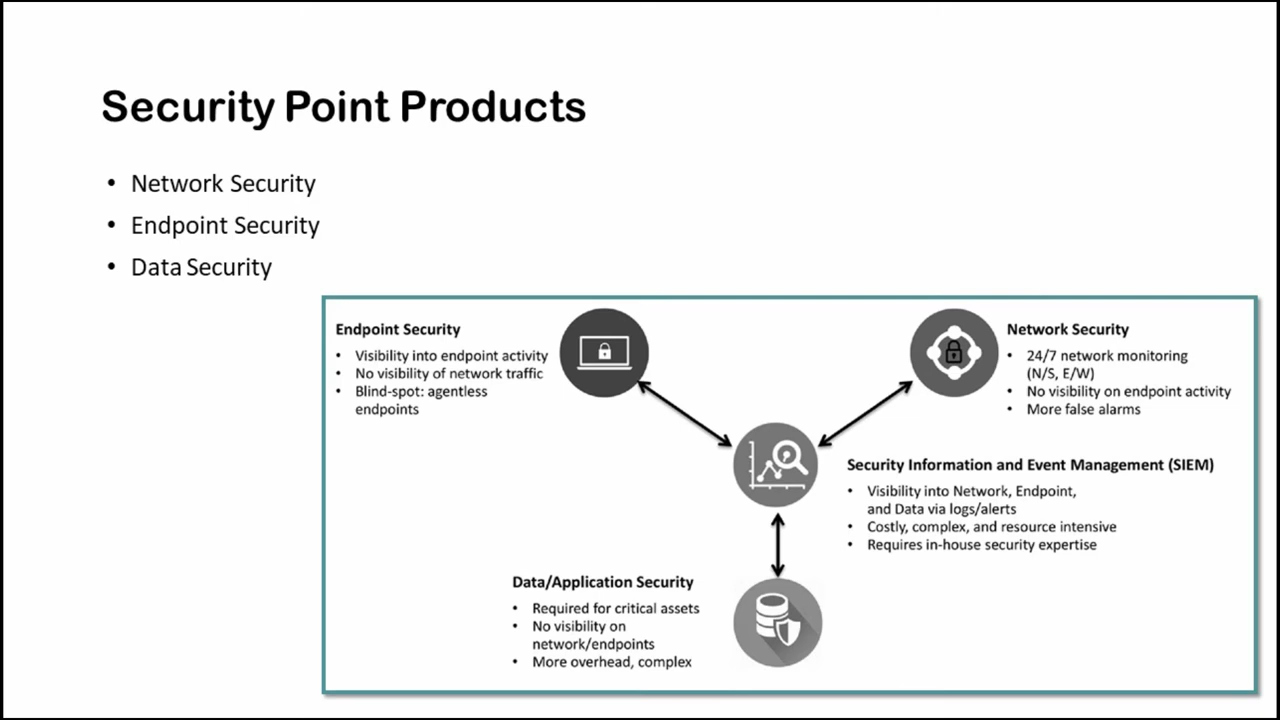 Security Point Products
• Network Security
• Endpoint Security
• Data Security
Endpoint Security
• Visibility into endpoint activity
• No visibility of network traffic
• Blind-spot: agentless
endpoints
Network Security
• 24/7 network monitoring
(N/S, E/W)
• No visibility on endpoint activity
• More false alarms
Security Information and Event Management (SIEM)
• Visibility into Network, Endpoint,
and Data via logs/alerts
• Costly, complex, and resource intensive
• Requires in-house security expertise
Data/Application Security
• Required for critical assets
• No visibility on
network/endpoints
• More overhead, complex